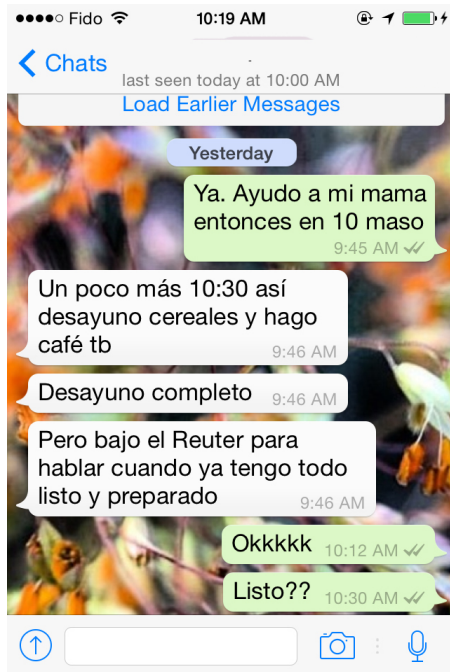 Fido 10:19 AM
Chats
last seen today at 10:00 AM
Load Earlier Messages
Yesterday
Ya. Ayudo a mi mama
entonces en 10 maso
9:45 AM
Un poco más 10:30 así
desayuno cereales y hago
café tb
9:46 AM
Desayuno completo 9:46 AM
Pero bajo el Reuter para
hablar cuando ya tengo todo
listo y preparado
9:46 AM
Okkkkk 10:12 AM
Listo?? 10:30 AM